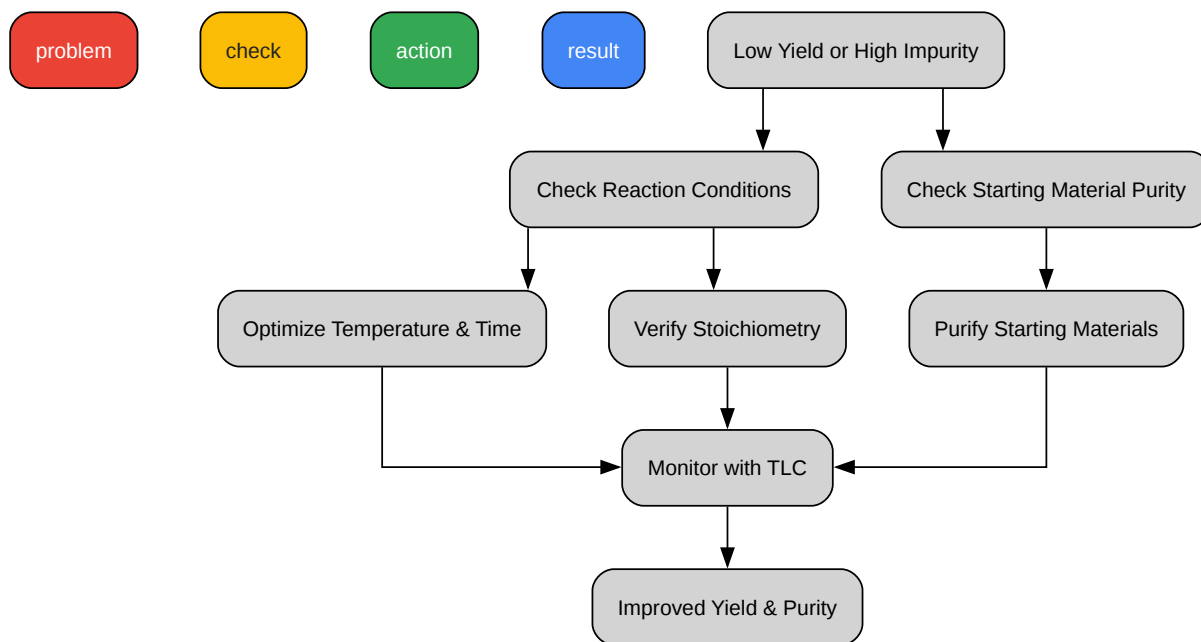 problem
check
action
result
Low Yield or High Impurity
Check Reaction Conditions
Check Starting Material Purity
Optimize Temperature & Time
Verify Stoichiometry
Purify Starting Materials
Monitor with TLC
Improved Yield & Purity